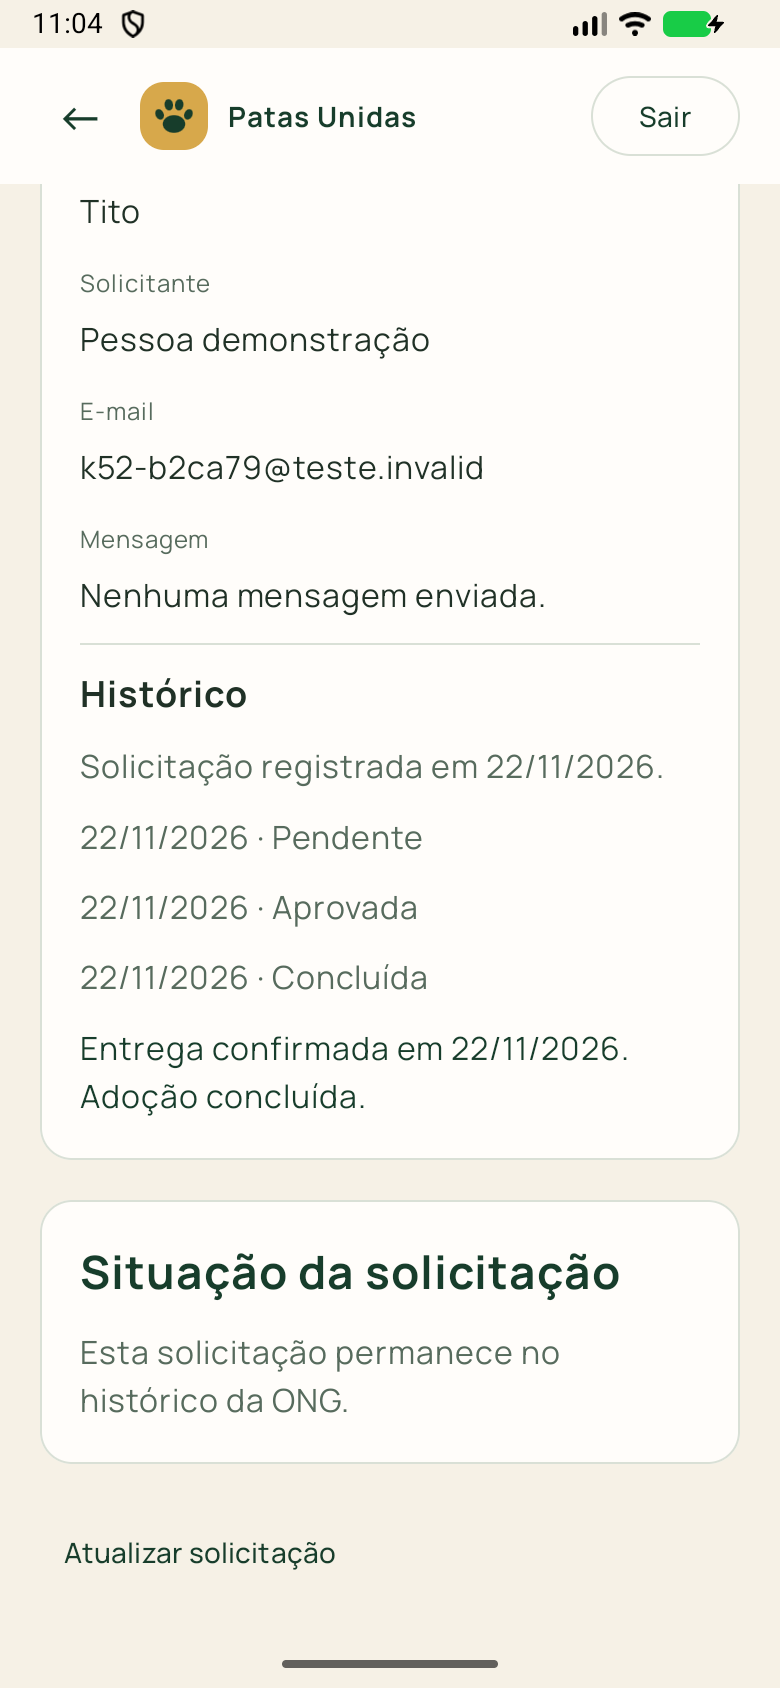 11:04
Patas Unidas
Sair
Tito
Solicitante
Pessoa demonstração
E-mail
k52-b2ca79@teste.invalid
Mensagem
Nenhuma mensagem enviada.
Histórico
Solicitação registrada em 22/11/2026.
22/11/2026 · Pendente
22/11/2026 · Aprovada
22/11/2026 · Concluída
Entrega confirmada em 22/11/2026.
Adoção concluída.
Situação da solicitação
Esta solicitação permanece no
histórico da ONG.
Atualizar solicitação